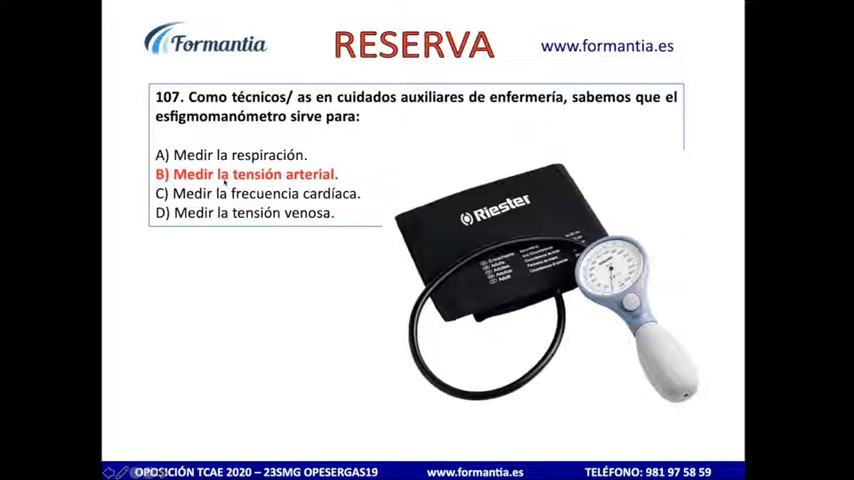 Formantia
RESERVA
www.formantia.es
107. Como técnicos/ as en cuidados auxiliares de enfermería, sabemos que el
esfigmomanómetro sirve para:
A) Medir la respiración.
B) Medir la tensión arterial.
C) Medir la frecuencia cardíaca.
D) Medir la tensión venosa.
Riester
OPOSICIÓN TCAE 2020 – 23SMG OPESERGAS19
www.formantia.es
TELÉFONO: 981 97 58 59